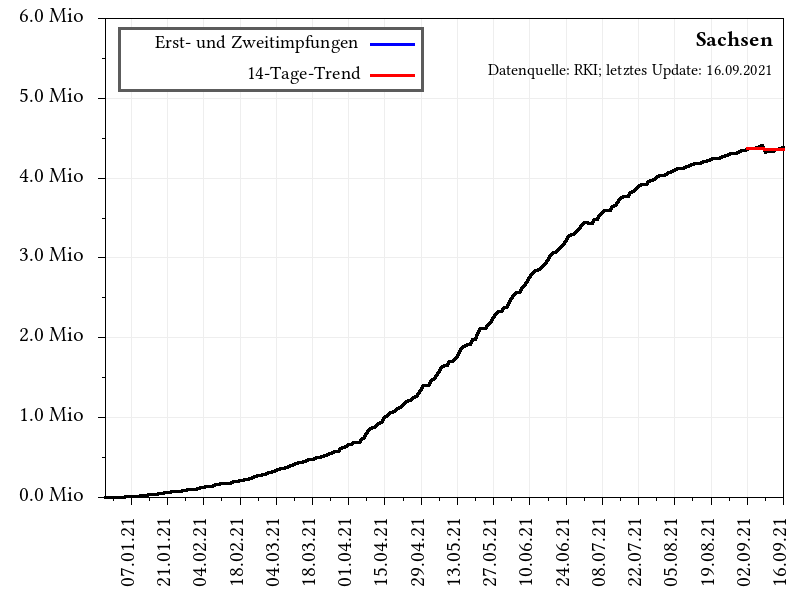 6.0 Mio
5.0 Mio
4.0 Mio
3.0 Mio
2.0 Mio
1.0 Mio
0.0 Mio
Erst- und Zweitimpfungen
14-Tage-Trend
Sachsen
Datenquelle: RKI; letztes Update: 16.09.2021
07.01.21
21.01.21
04.02.21
18.02.21
04.03.21
18.03.21
01.04.21
15.04.21
29.04.21
13.05.21
27.05.21
10.06.21
24.06.21
08.07.21
22.07.21
05.08.21
19.08.21
02.09.21
16.09.21